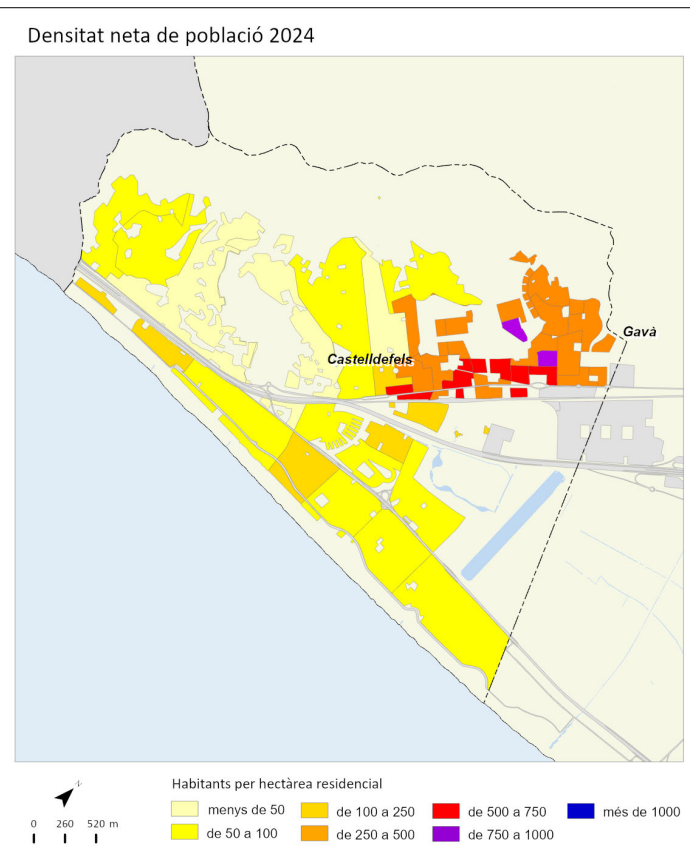 Densitat neta de població 2024
Gavà
Castelldefels
Habitants per hectàrea residencial
menys de 50
de 100 a 250
de 500 a 750
més de 1000
de 50 a 100
de 250 a 500
de 750 a 1000
0 260 520 m